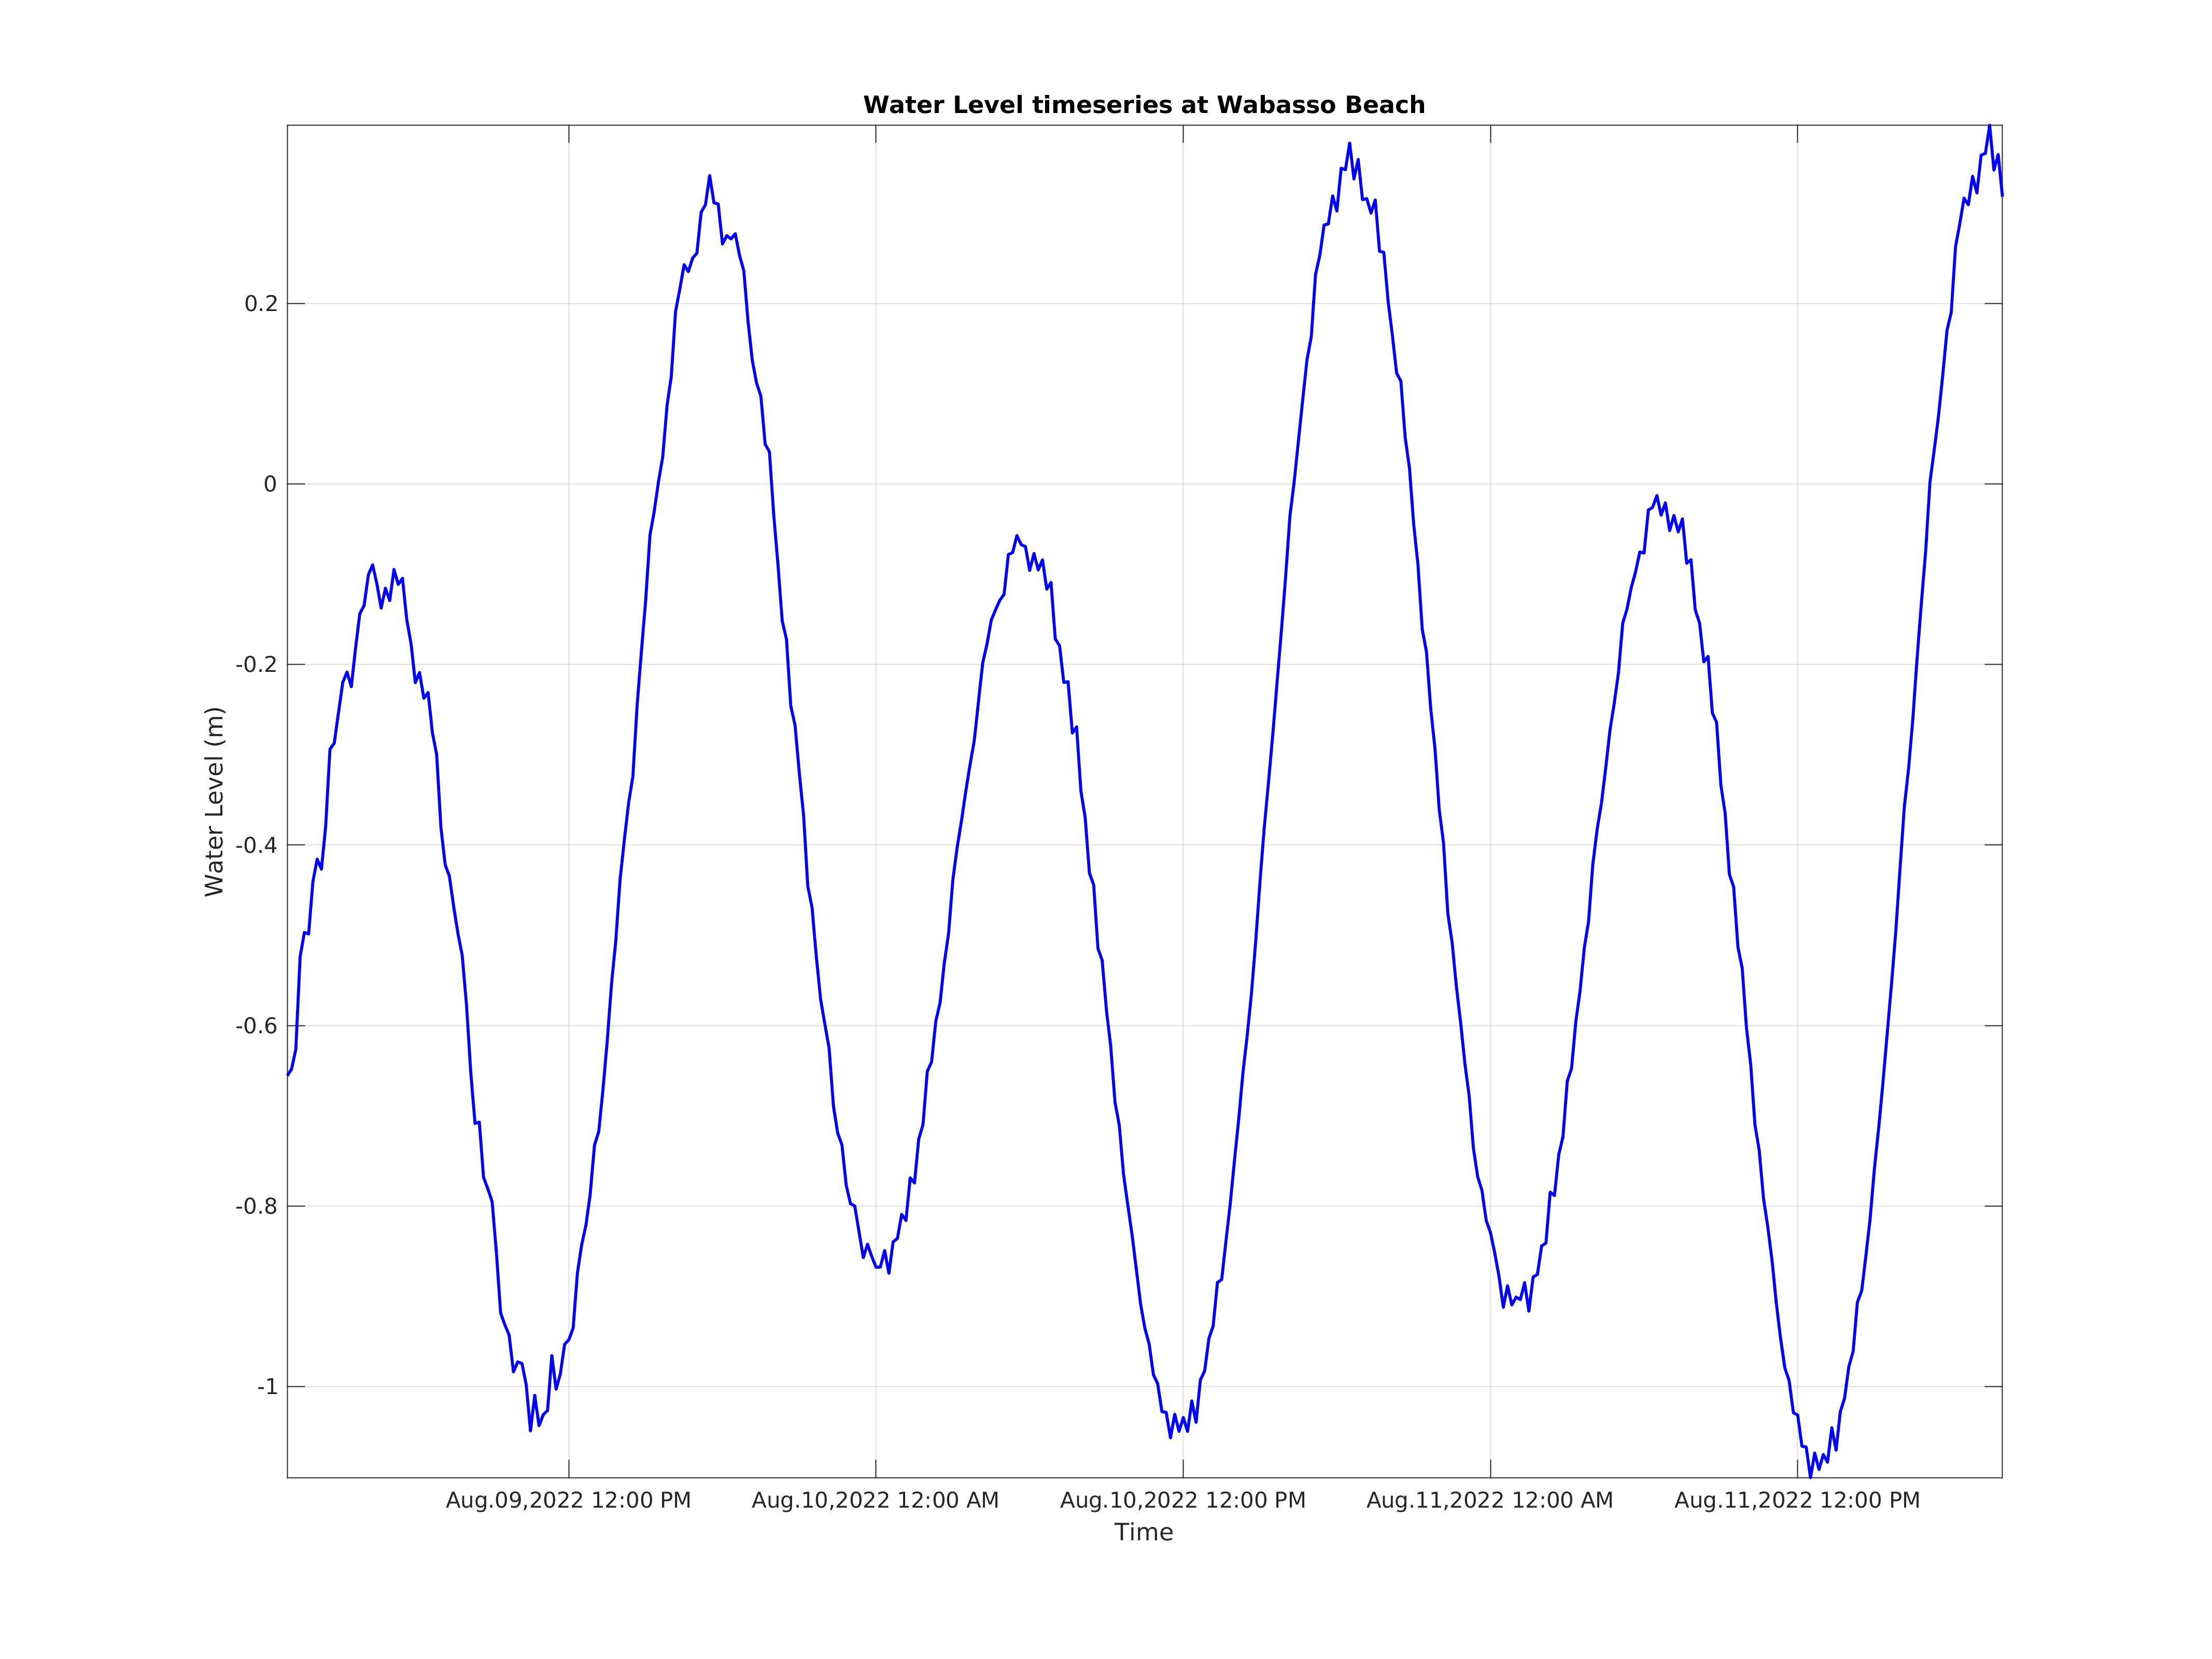 Water Level timeseries at Wabasso Beach
0.2
0
-0.2
-0.4
-0.6
-0.8
-1
Water Level (m)
Aug.09,2022 12:00 PM
Aug.10,2022 12:00 AM
Aug.10,2022 12:00 PM
Aug.11,2022 12:00 AM
Aug.11,2022 12:00 PM
Time